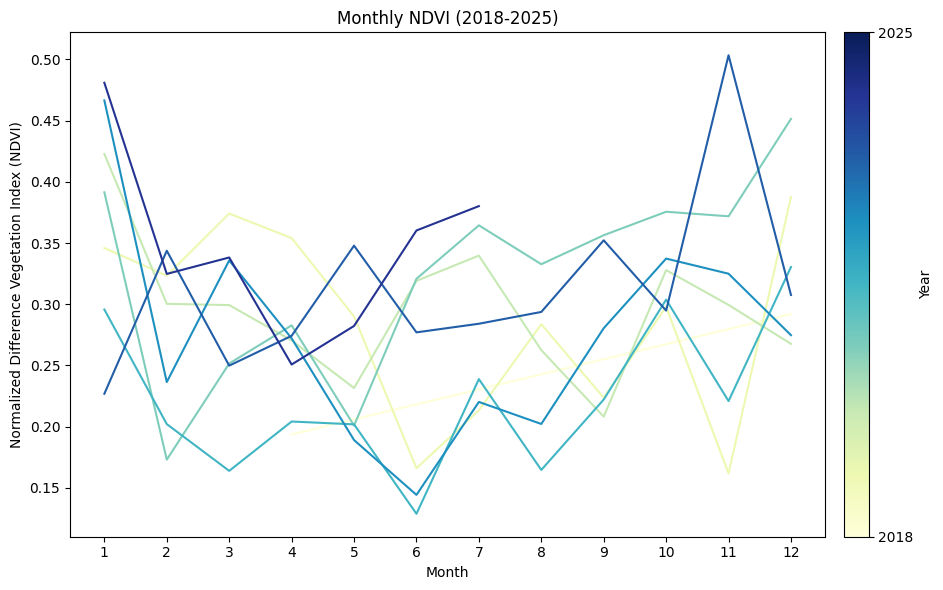 Monthly NDVI (2018-2025)
Normalized Difference Vegetation Index (NDVI)
0.50
0.45
0.40
0.35
0.30
0.25
0.20
0.15
1 2 3 4 5 6 7 8 9 10 11 12
Month
2025
2018
Year